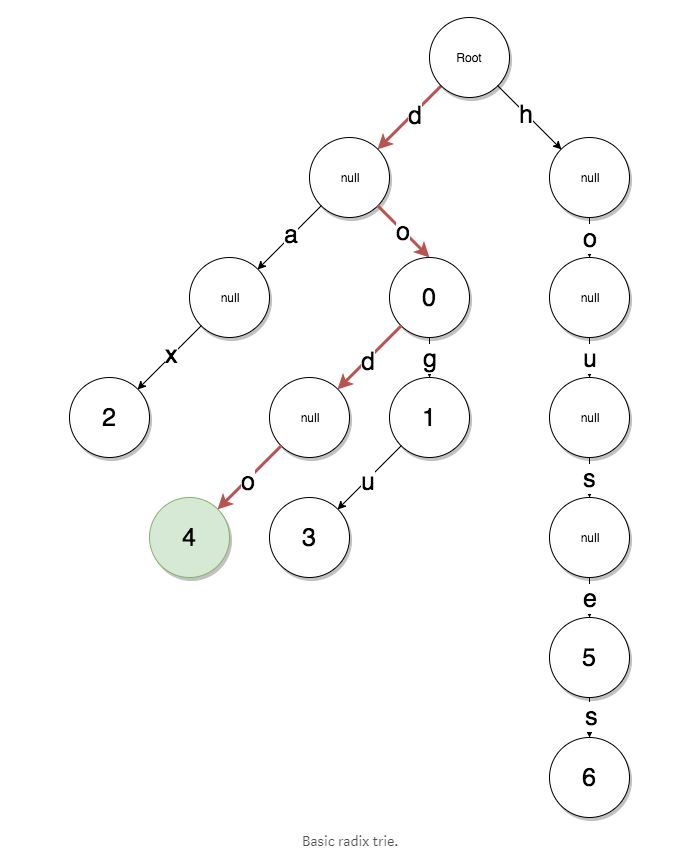 Root
d h
null null
a o o
null 0 null
x d g u
2 null 1 null
o u s
4 3 null
e
5
s
6
Basic radix trie.